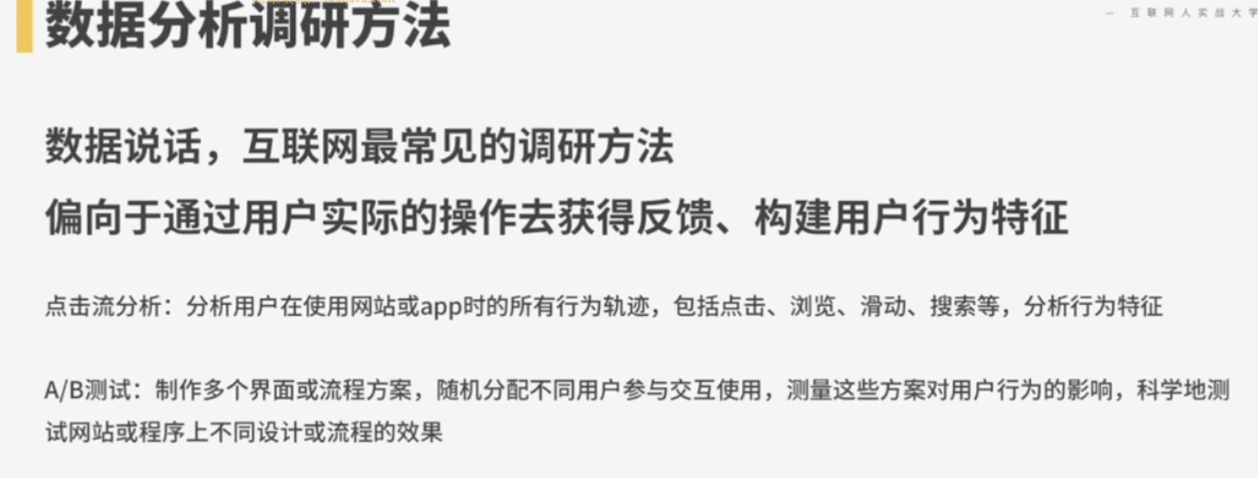 数据分析调研方法
— 互联网人实战大学
数据说话，互联网最常见的调研方法
偏向于通过用户实际的操作去获得反馈、构建用户行为特征
点击流分析：分析用户在使用网站或app时的所有行为轨迹，包括点击、浏览、滑动、搜索等，分析行为特征
A/B测试：制作多个界面或流程方案，随机分配不同用户参与交互使用，测量这些方案对用户行为的影响，科学地测
试网站或程序上不同设计或流程的效果